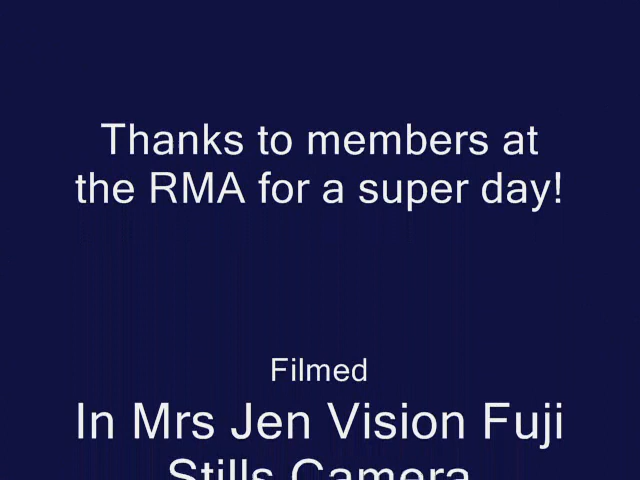 Thanks to members at
the RMA for a super day!
Filmed
In Mrs Jen Vision Fuji
Stills Camera